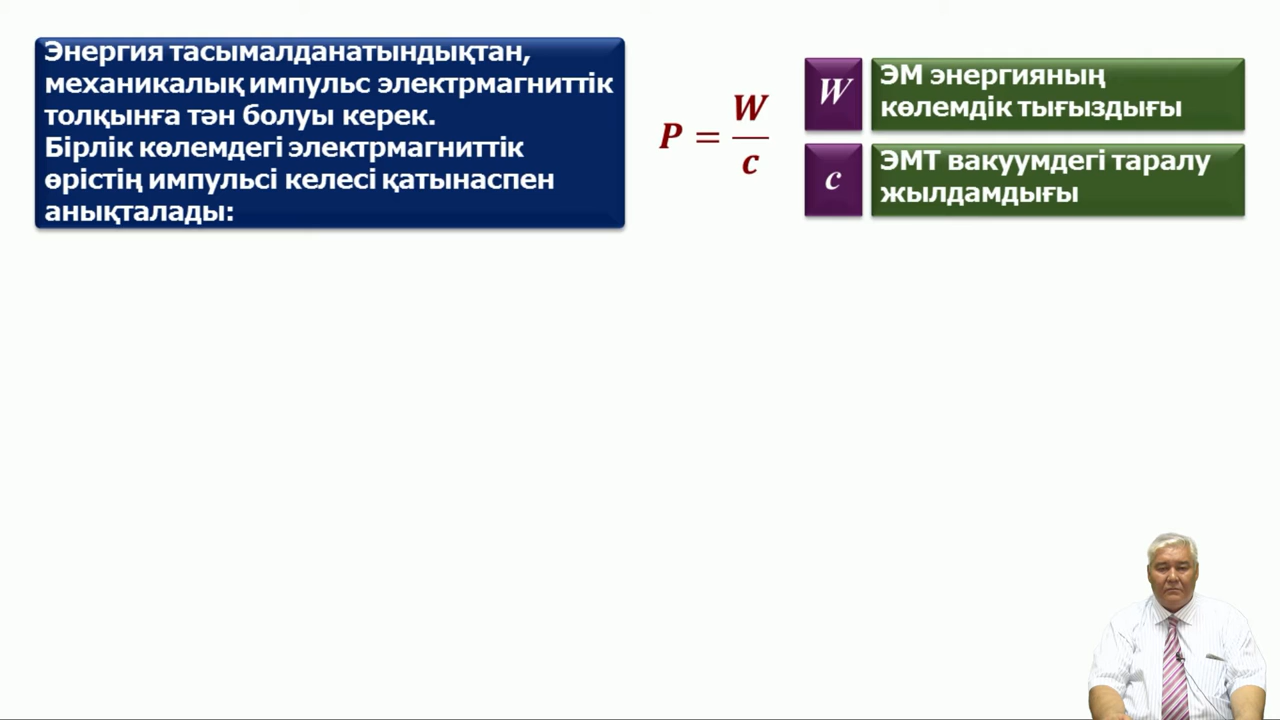 Энергия тасымалданатындықтан,
механикалық импульс электрмагниттік
толқынға тән болуы керек.
Бірлік көлемдегі электрмагниттік
өрістің импульсі келесі қатынаспен
анықталады:
P = W/c
W
ЭМ энергияның
көлемдік тығыздығы
c
ЭМТ вакуумдегі таралу
жылдамдығы